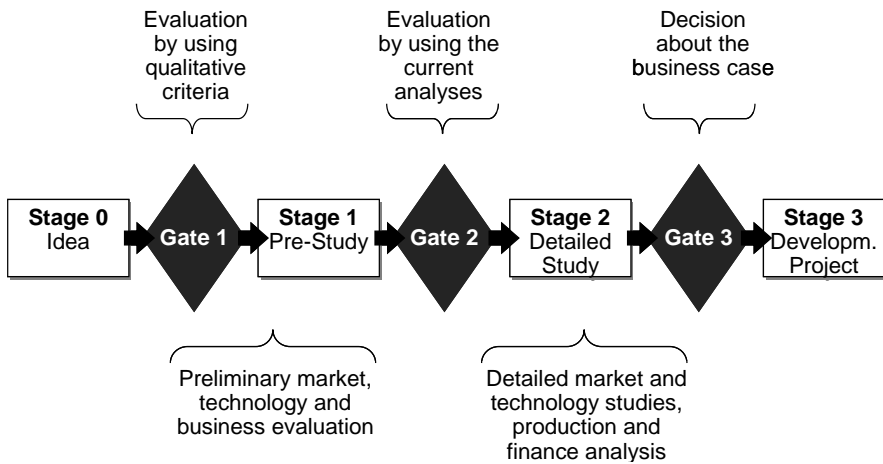 Evaluation
by using
qualitative
criteria
Evaluation
by using the
current
analyses
Decision
about the
business case
Stage 0
Idea
Gate 1
Stage 1
Pre-Study
Gate 2
Stage 2
Detailed
Study
Gate 3
Stage 3
Developm.
Project
Preliminary market,
technology and
business evaluation
Detailed market and
technology studies,
production and
finance analysis